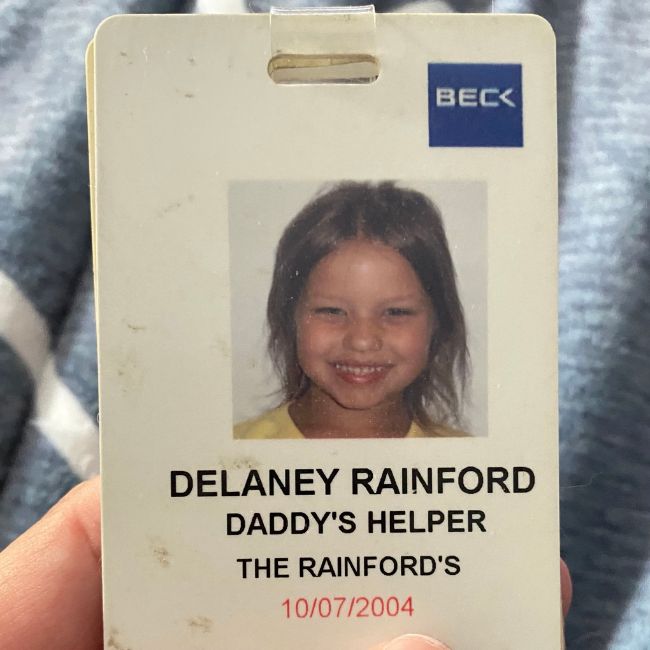 BECK
DELANEY RAINFORD
DADDY'S HELPER
THE RAINFORD'S
10/07/2004